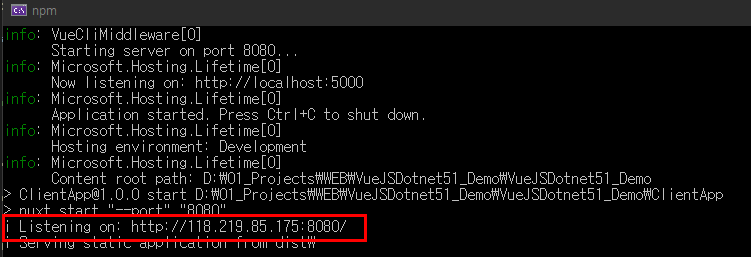 npm
info: VueCliMiddleware[0]
Starting server on port 8080...
info: Microsoft.Hosting.Lifetime[0]
Now listening on: http://localhost:5000
info: Microsoft.Hosting.Lifetime[0]
Application started. Press Ctrl+C to shut down.
info: Microsoft.Hosting.Lifetime[0]
Hosting environment: Development
info: Microsoft.Hosting.Lifetime[0]
Content root path: D:₩01_Projects₩WEB₩VueJSDotnet51_Demo₩VueJSDotnet51_Demo
> ClientApp@1.0.0 start D:₩01_Projects₩WEB₩VueJSDotnet51_Demo₩VueJSDotnet51_Demo₩ClientApp
> nuxt start "--port" "8080"
i Listening on: http://118.219.85.175:8080/
i Serving static application from dist₩